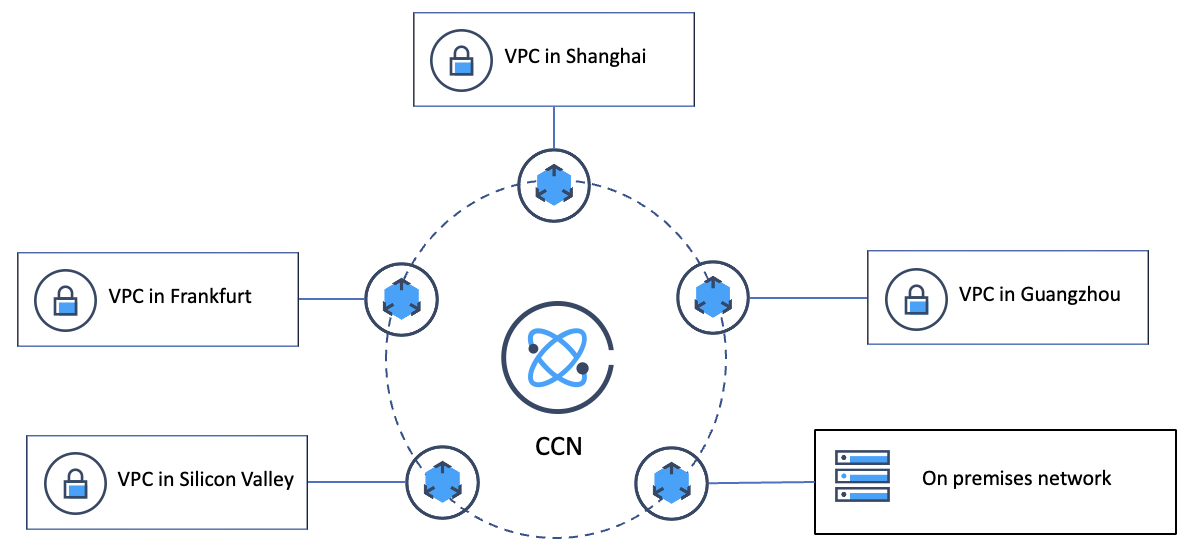 VPC in Shanghai
VPC in Frankfurt
VPC in Guangzhou
CCN
VPC in Silicon Valley
On premises network